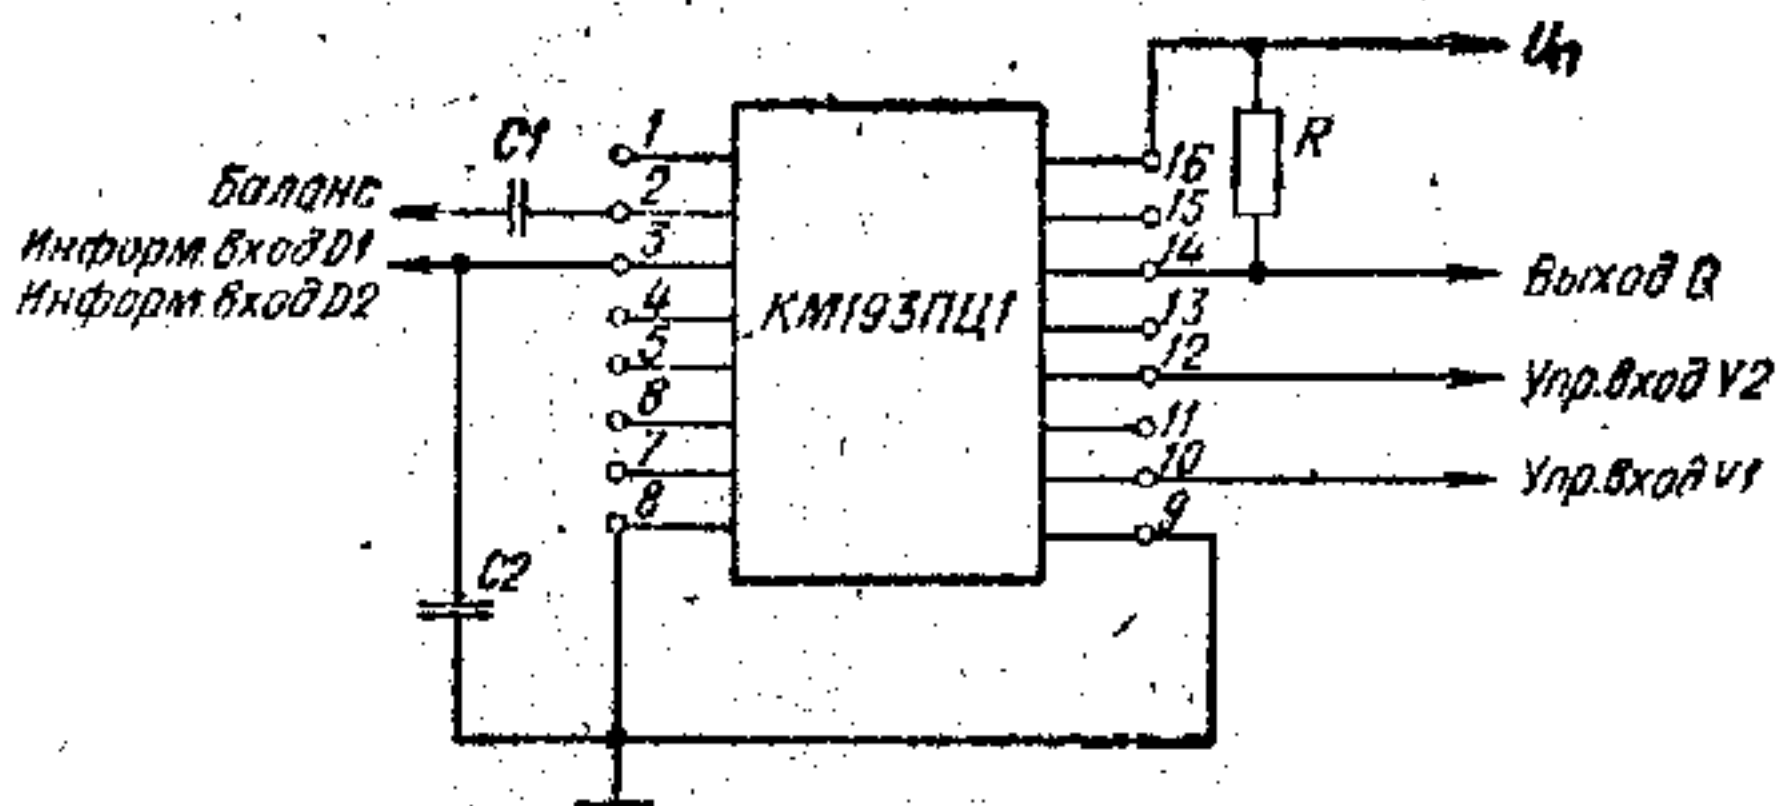 Uп
C1
1
16
R
Баланс
2
15
Информ. вход D1
3
14
Выход Q
Информ. вход D2
4
КМ193ПЦ1
13
5
12
Упр. вход V2
6
11
7
10
Упр. вход V1
8
9
C2